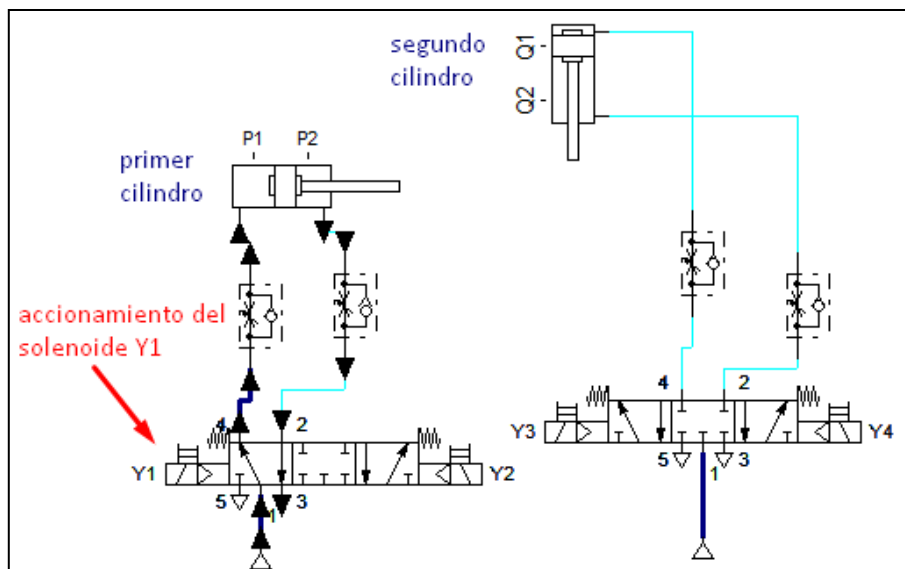 segundo
cilindro
Q1
Q2
P1 P2
primer
cilindro
accionamiento del
solenoide Y1
4 2
Y3 Y4
5 1 3
4 2
Y1 Y2
5 1 3